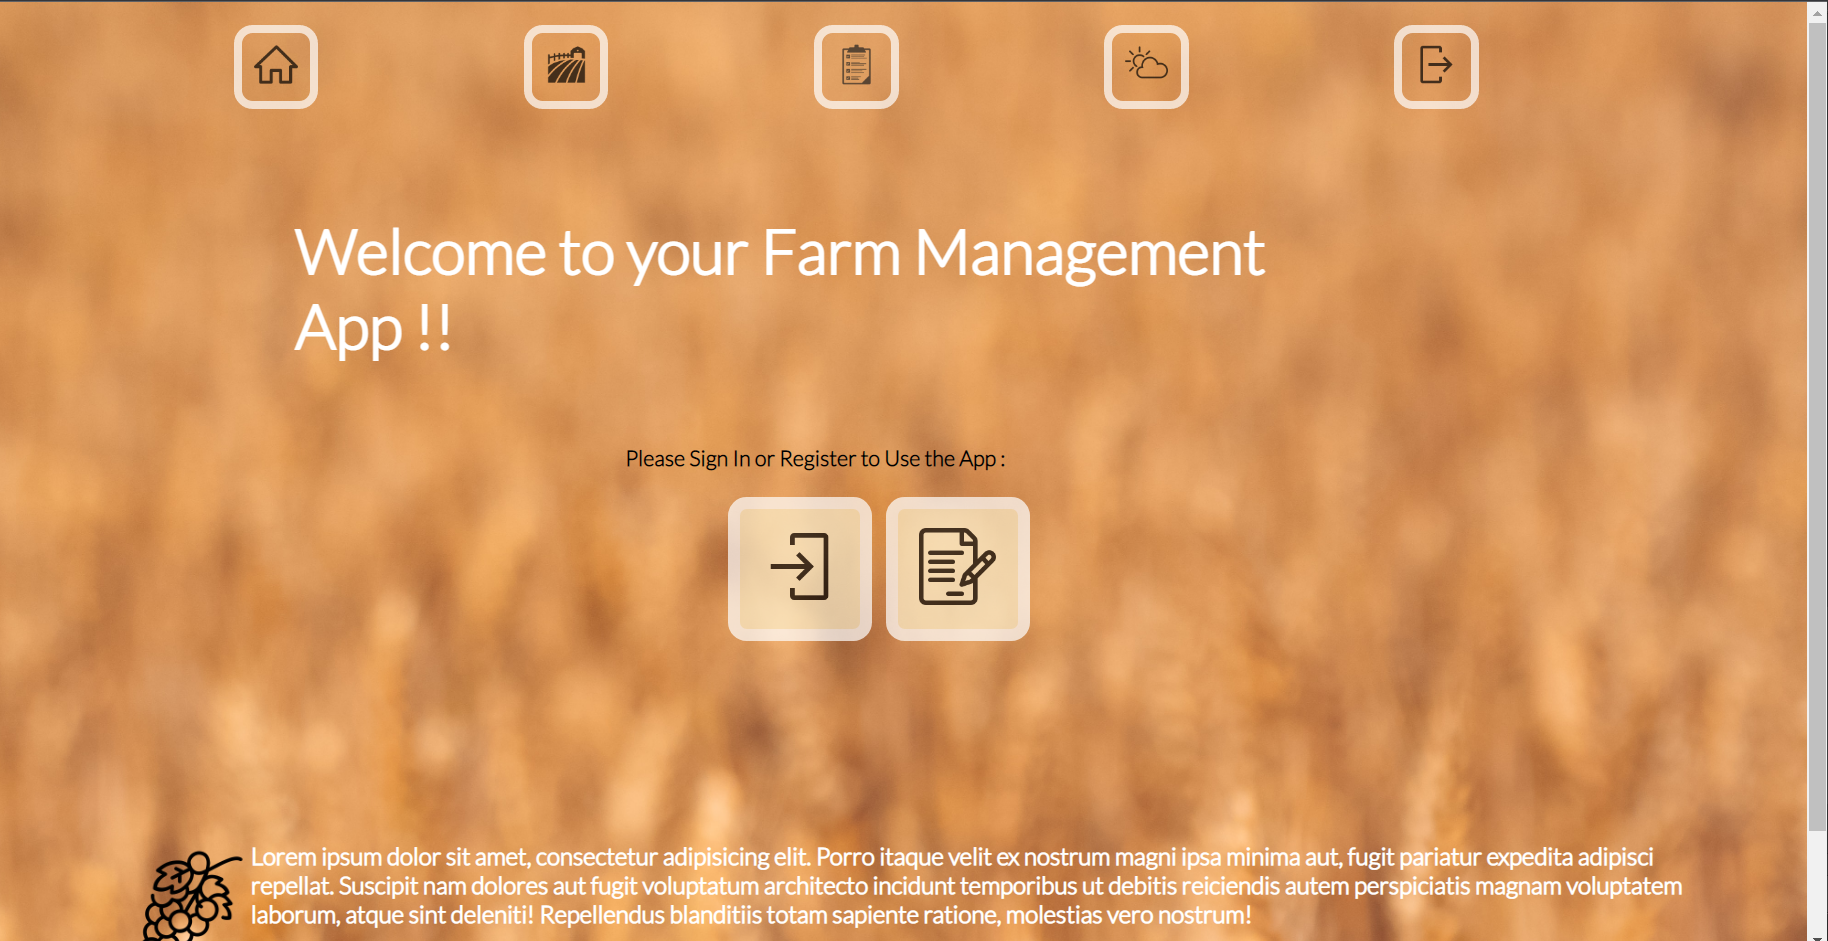 Welcome to your Farm Management
App !!
Please Sign In or Register to Use the App :
Lorem ipsum dolor sit amet, consectetur adipisicing elit. Porro itaque velit ex nostrum magni ipsa minima aut, fugit pariatur expedita adipisci
repellat. Suscipit nam dolores aut fugit voluptatum architecto incidunt temporibus ut debitis reiciendis autem perspiciatis magnam voluptatem
laborum, atque sint deleniti! Repellendus blanditiis totam sapiente ratione, molestias vero nostrum!